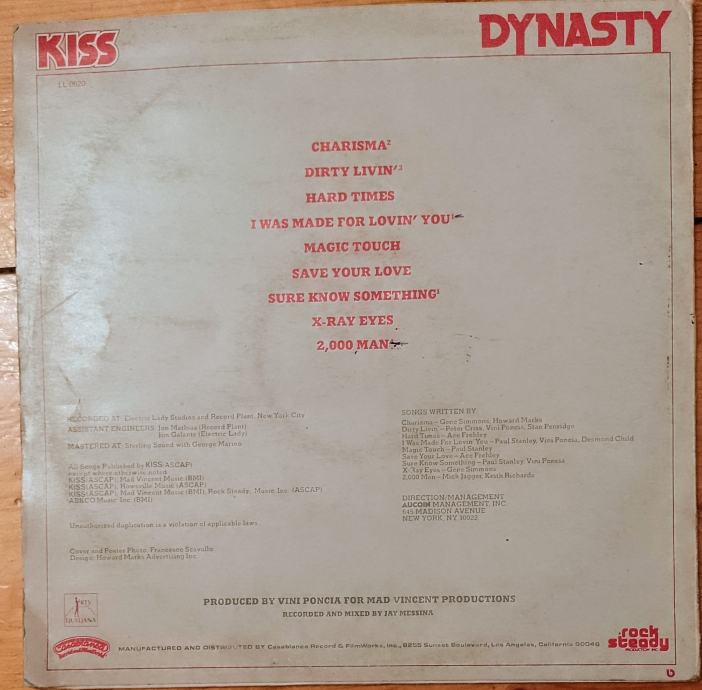 KISS
DYNASTY
LL 0620
CHARISMA²
DIRTY LIVIN'³
HARD TIMES
I WAS MADE FOR LOVIN' YOU
MAGIC TOUCH
SAVE YOUR LOVE
SURE KNOW SOMETHING¹
X-RAY EYES
2,000 MAN
RECORDED AT: Electric Lady Studios and Record Plant, New York City
ASSISTANT ENGINEERS: Jon Mathias (Record Plant)
Jim Galante (Electric Lady)
MASTERED AT: Sterling Sound with George Marino
All Songs Published by KISS (ASCAP)
except where otherwise noted
KISS (ASCAP), Mad Vincent Music (BMI)
KISS (ASCAP), Howsville Music (ASCAP)
KISS (ASCAP), Mad Vincent Music (BMI), Rock Steady, Music Inc. (ASCAP)
ABKCO Music Inc. (BMI)
Unauthorized duplication is a violation of applicable laws
Cover and Poster Photo: Francesco Scavullo
Design: Howard Marks Advertising Inc.
SONGS WRITTEN BY
Charisma – Gene Simmons, Howard Marks
Dirty Livin' – Peter Criss, Vini Poncia, Stan Penridge
Hard Times – Ace Frehley
I Was Made For Lovin' You – Paul Stanley, Vini Poncia, Desmond Child
Magic Touch – Paul Stanley
Save Your Love – Ace Frehley
Sure Know Something – Paul Stanley, Vini Poncia
X-Ray Eyes – Gene Simmons
2,000 Man – Mick Jagger, Keith Richards
DIRECTION/MANAGEMENT
AUCOIN MANAGEMENT, INC.
645 MADISON AVENUE
NEW YORK, NY 10022
PRODUCED BY VINI PONCIA FOR MAD VINCENT PRODUCTIONS
RECORDED AND MIXED BY JAY MESSINA
Casablanca
MANUFACTURED AND DISTRIBUTED BY Casablanca Record & FilmWorks, Inc., 8255 Sunset Boulevard, Los Angeles, California 90046
rock
steady
b